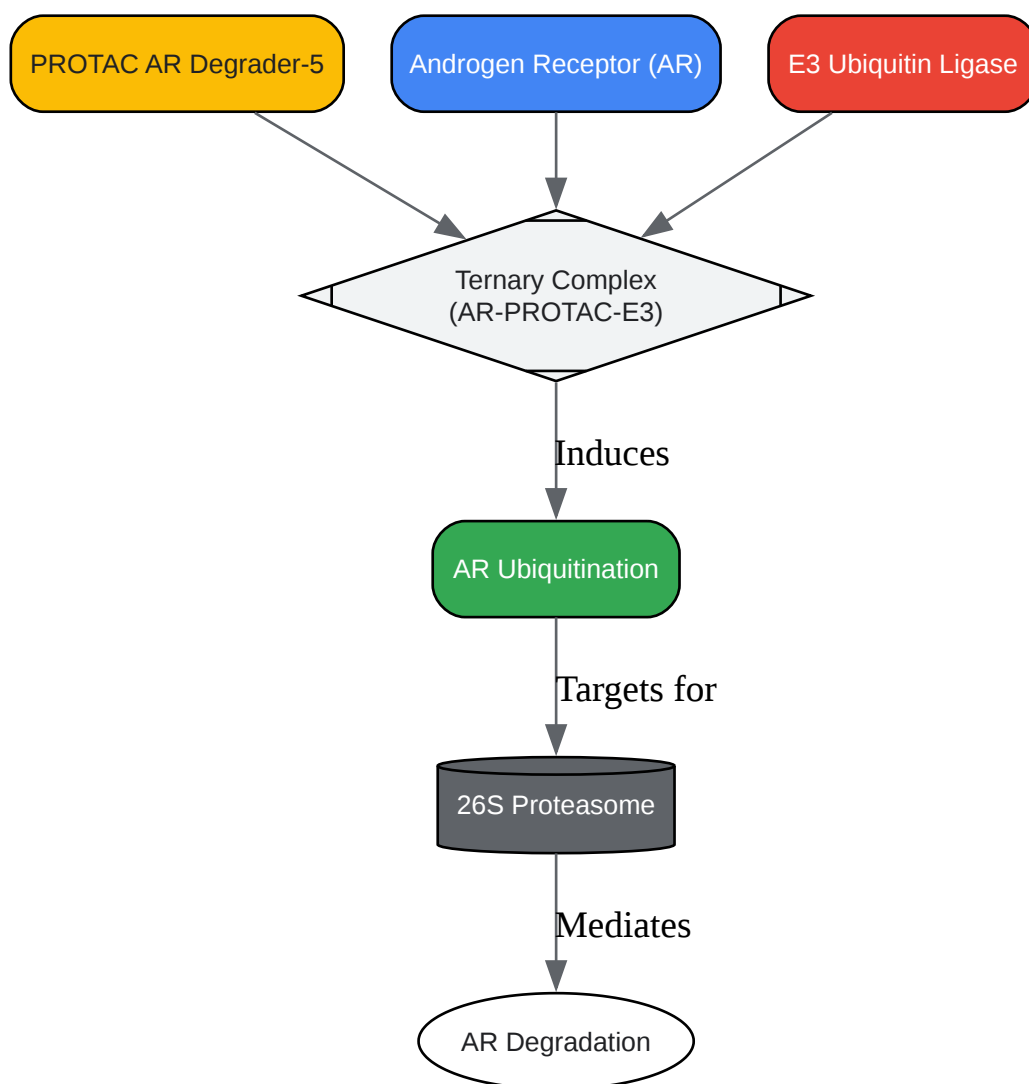 PROTAC AR Degrader-5
Androgen Receptor (AR)
E3 Ubiquitin Ligase
Ternary Complex
(AR-PROTAC-E3)
Induces
AR Ubiquitination
Targets for
26S Proteasome
Mediates
AR Degradation